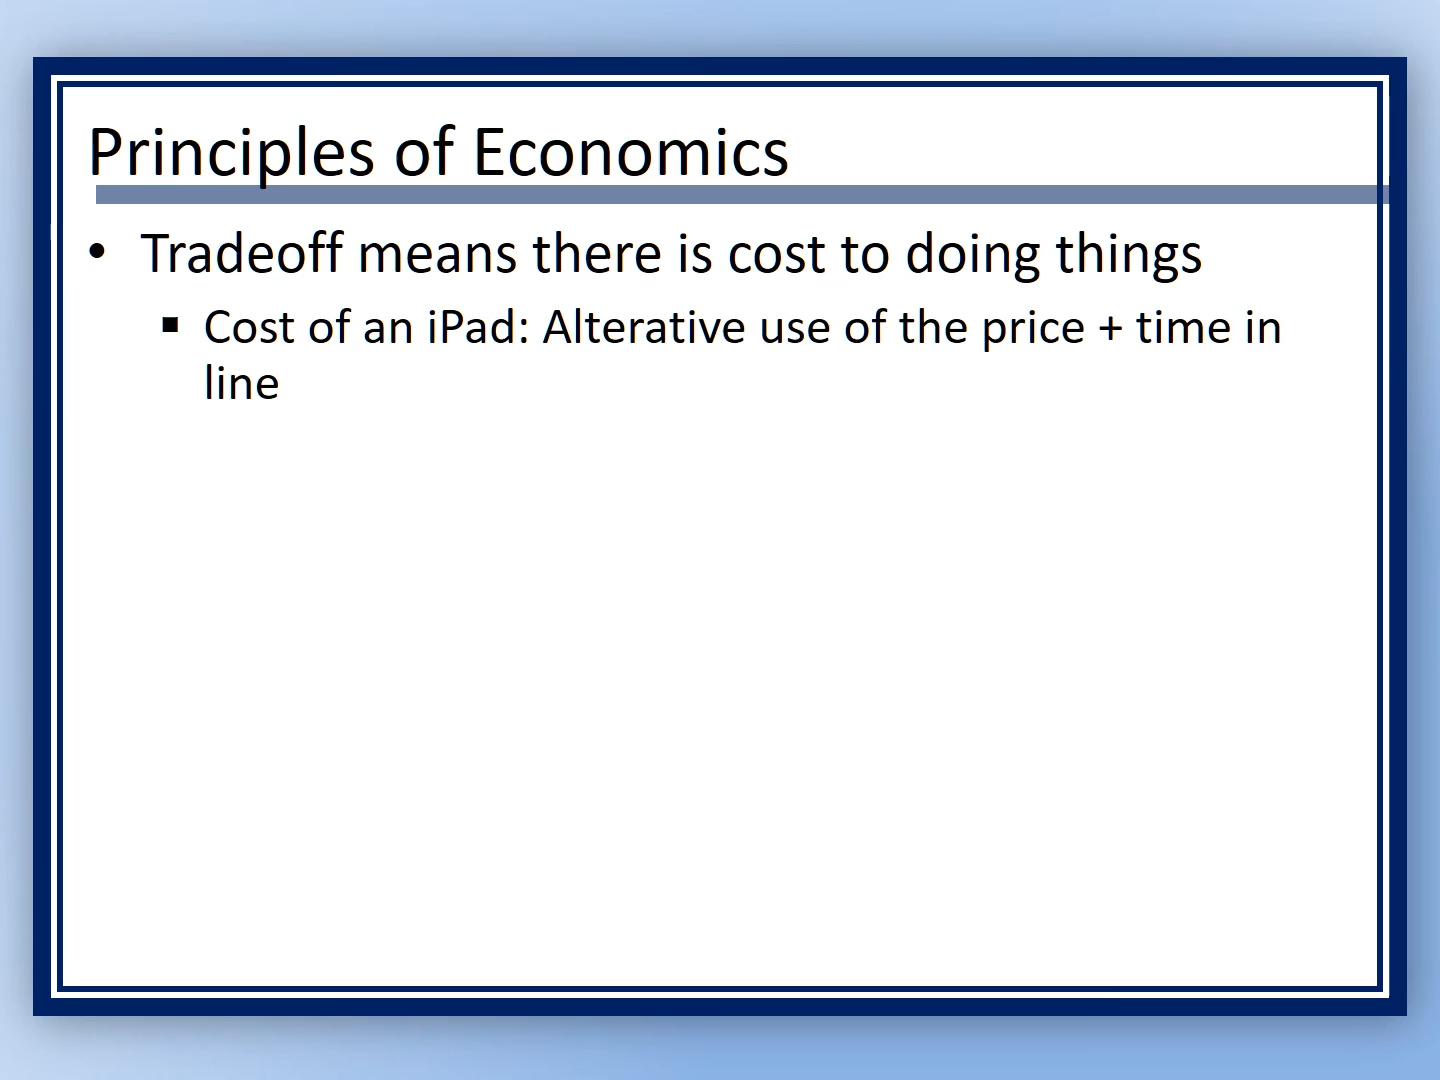 Principles of Economics
• Tradeoff means there is cost to doing things
▪ Cost of an iPad: Alterative use of the price + time in
line